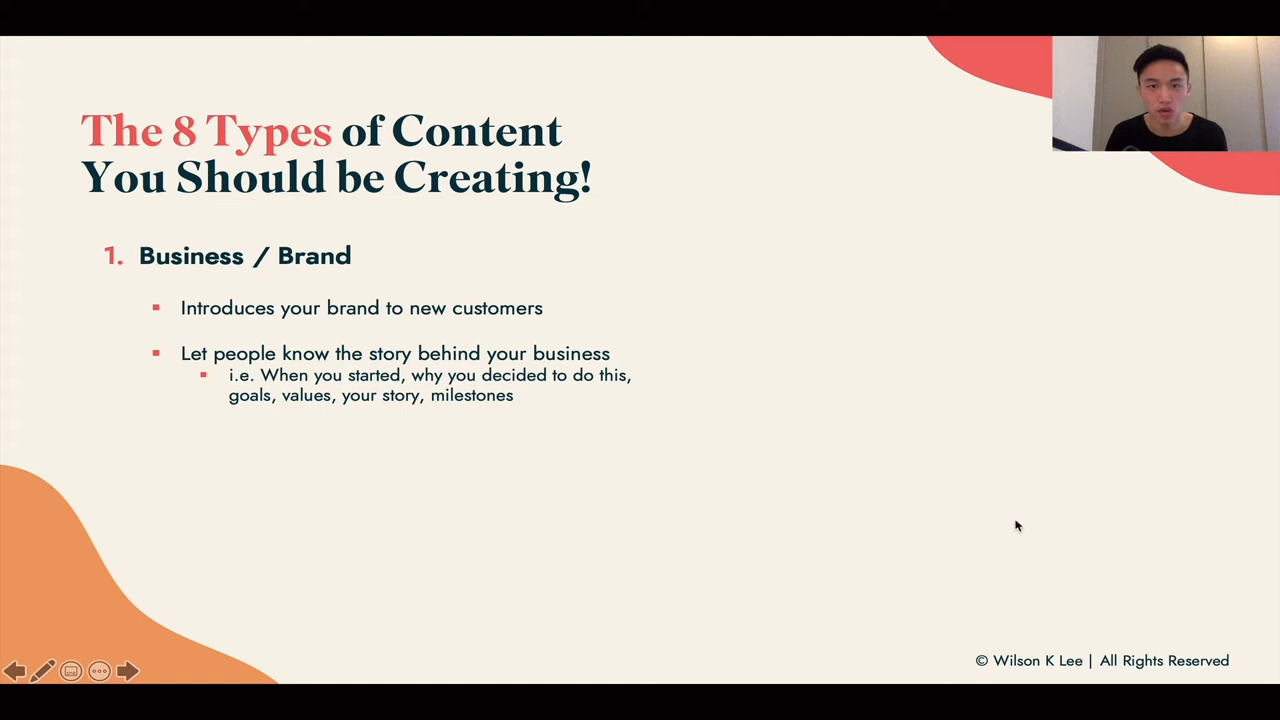 The 8 Types of Content
You Should be Creating!
1. Business / Brand
Introduces your brand to new customers
Let people know the story behind your business
i.e. When you started, why you decided to do this,
goals, values, your story, milestones
© Wilson K Lee | All Rights Reserved